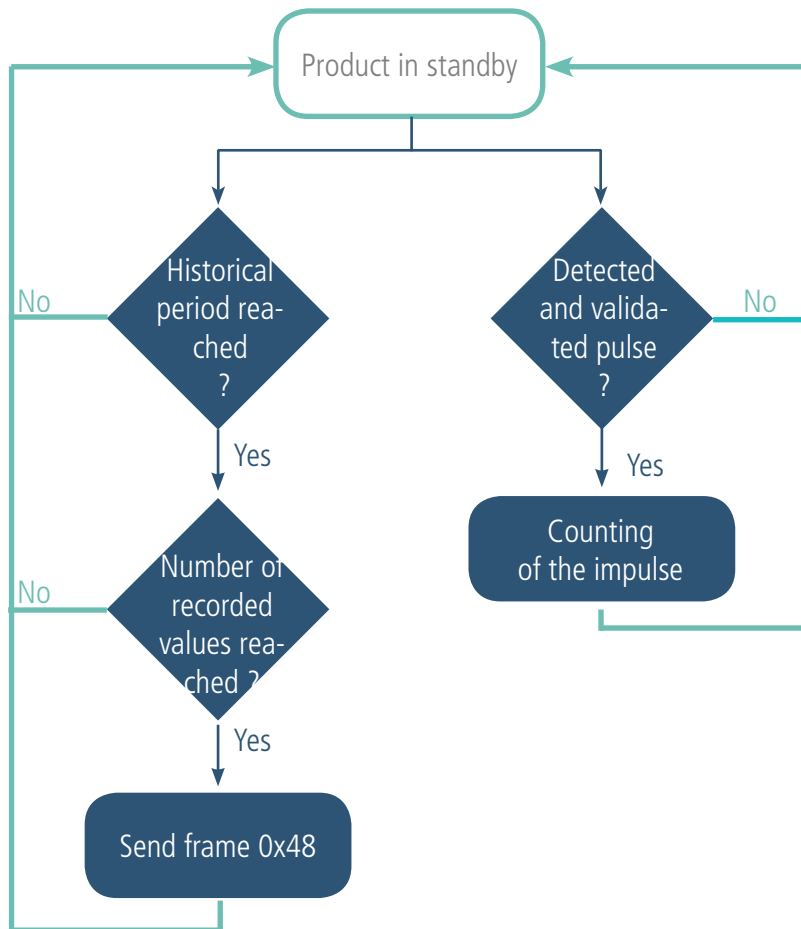 Product in standby
Historical
period rea-
ched
?
No
Yes
Number of
recorded
values rea-
ched ?
No
Yes
Send frame 0x48
Detected
and valida-
ted pulse
?
No
Yes
Counting
of the impulse